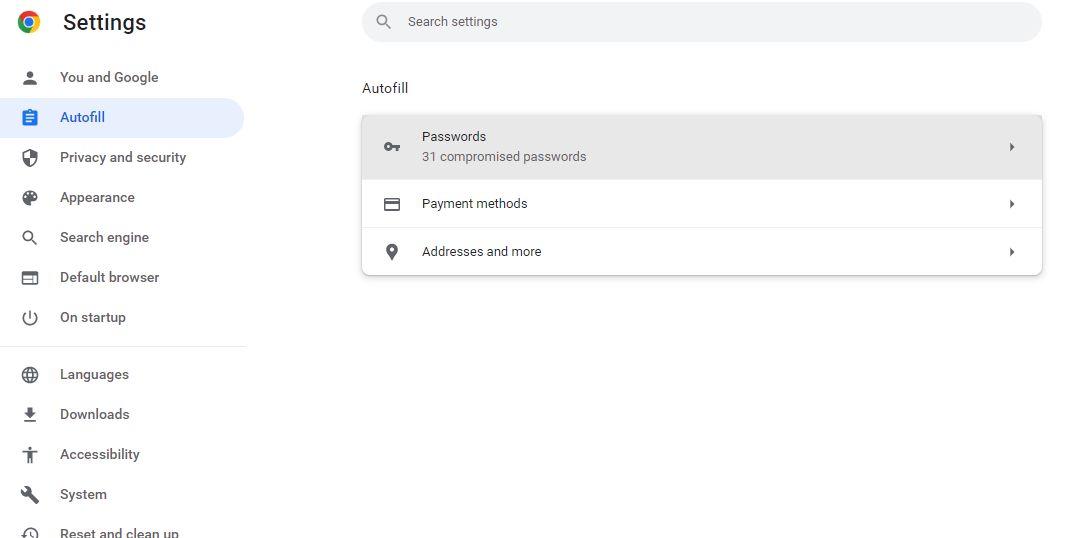 Settings
Search settings
You and Google
Autofill
Privacy and security
Appearance
Search engine
Default browser
On startup
Languages
Downloads
Accessibility
System
Reset and clean up
Autofill
Passwords
31 compromised passwords
Payment methods
Addresses and more